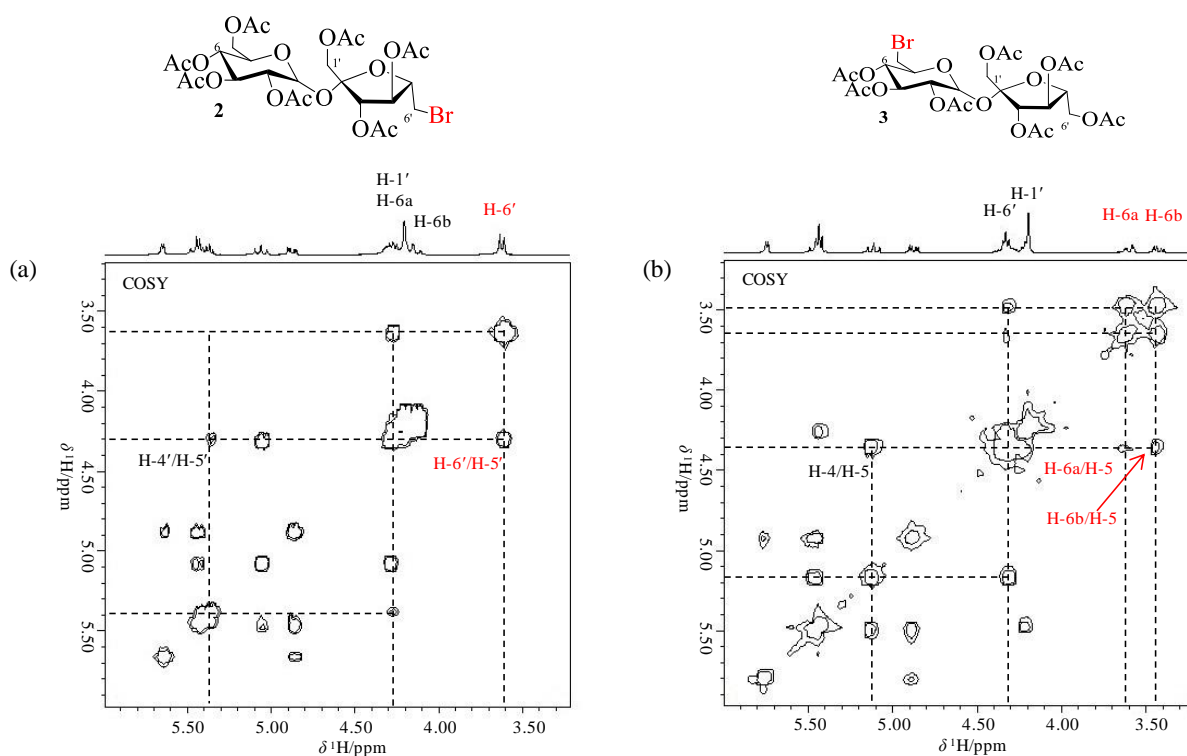 OAc
6
OAc
O
AcO
AcO
AcO
O
2
1'
OAc
O
OAc
6'
Br
OAc
Br
6
O
AcO
AcO
AcO
O
3
1'
OAc
O
OAc
6'
OAc
OAc
H-1′
H-6a
H-6b
H-6′
H-6′
H-1′
H-6a H-6b
(a)
COSY
3.50
4.00
4.50
5.00
5.50
δ ¹H/ppm
H-4′/H-5′
H-6′/H-5′
5.50 5.00 4.50 4.00 3.50
δ ¹H/ppm
(b)
COSY
3.50
4.00
4.50
5.00
5.50
δ ¹H/ppm
H-4/H-5
H-6a/H-5
H-6b/H-5
5.50 5.00 4.50 4.00 3.50
δ ¹H/ppm